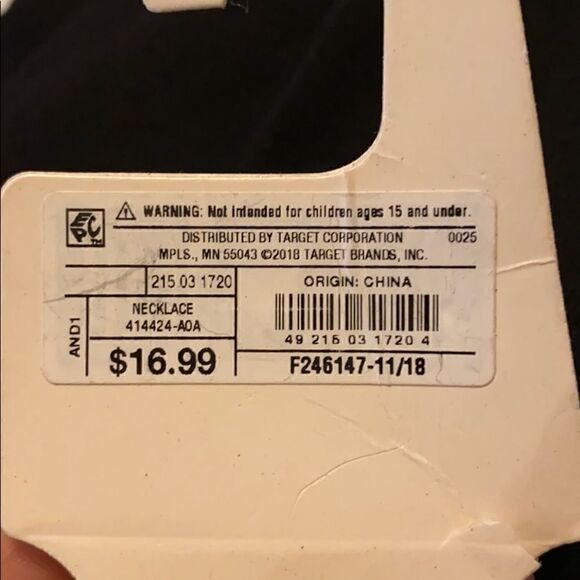 EPC™
⚠ WARNING: Not intended for children ages 15 and under.
DISTRIBUTED BY TARGET CORPORATION 0025
MPLS., MN 55043 ©2018 TARGET BRANDS, INC.
215 03 1720
ORIGIN: CHINA
AND1
NECKLACE
414424-AOA
49 215 03 1720 4
$16.99
F246147-11/18